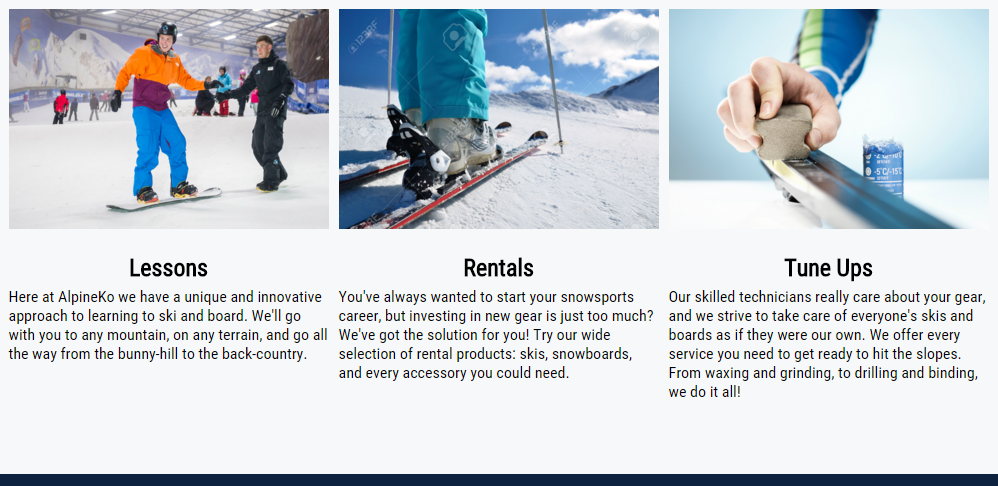 123RF
-5°C/-15°C
Lessons
Here at AlpineKo we have a unique and innovative
approach to learning to ski and board. We'll go
with you to any mountain, on any terrain, and go all
the way from the bunny-hill to the back-country.
Rentals
You've always wanted to start your snowsports
career, but investing in new gear is just too much?
We've got the solution for you! Try our wide
selection of rental products: skis, snowboards,
and every accessory you could need.
Tune Ups
Our skilled technicians really care about your gear,
and we strive to take care of everyone's skis and
boards as if they were our own. We offer every
service you need to get ready to hit the slopes.
From waxing and grinding, to drilling and binding,
we do it all!